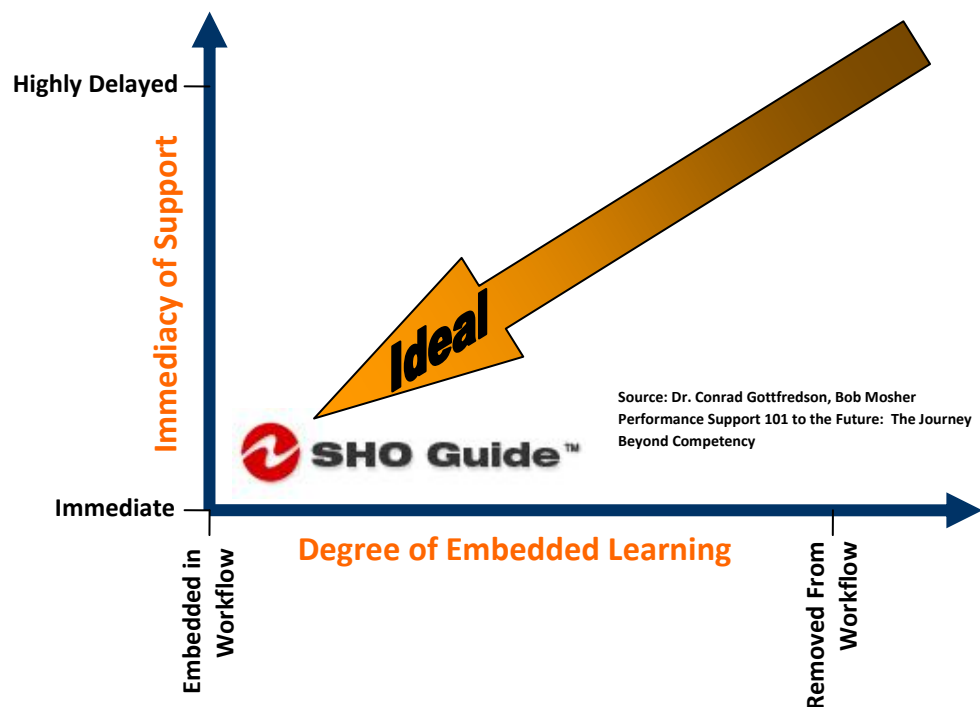 Highly Delayed
Immediacy of Support
Ideal
Source: Dr. Conrad Gottfredson, Bob Mosher
Performance Support 101 to the Future: The Journey
Beyond Competency
SHO Guide™
Immediate
Degree of Embedded Learning
Embedded in
Workflow
Removed From
Workflow